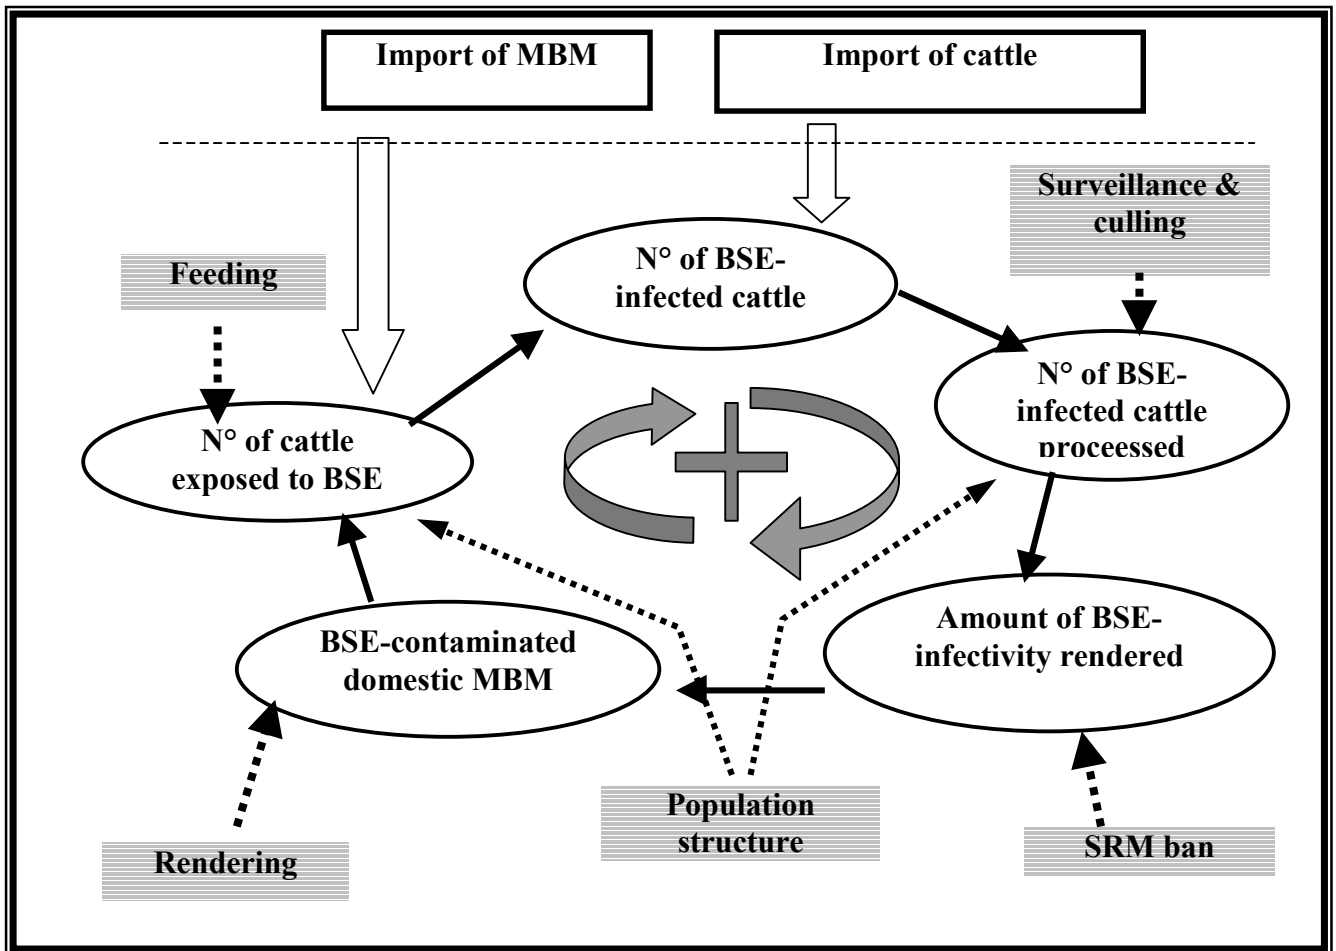 Import of MBM
Import of cattle
Surveillance &
culling
Feeding
N° of BSE-
infected cattle
N° of BSE-
infected cattle
proceessed
N° of cattle
exposed to BSE
Amount of BSE-
infectivity rendered
BSE-contaminated
domestic MBM
Population
structure
Rendering
SRM ban